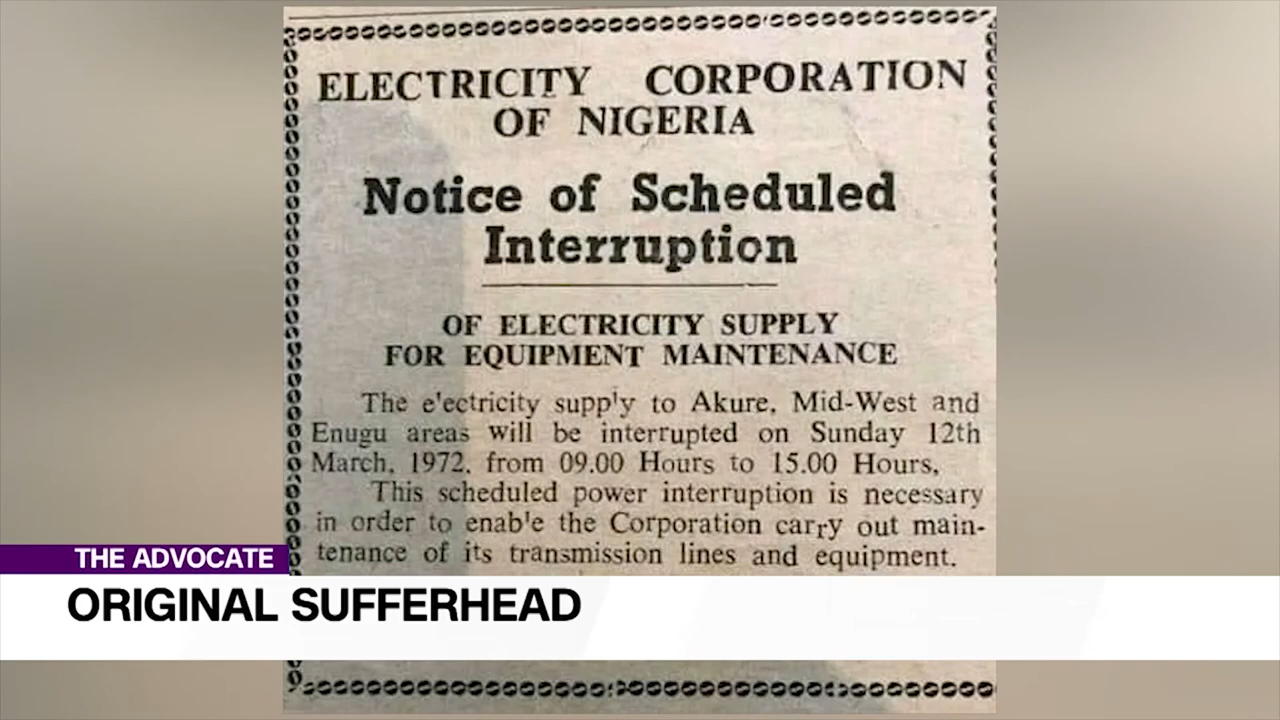 ELECTRICITY CORPORATION
OF NIGERIA
Notice of Scheduled
Interruption
OF ELECTRICITY SUPPLY
FOR EQUIPMENT MAINTENANCE
The e'ectricity supp'y to Akure, Mid-West and
Enugu areas will be interrupted on Sunday 12th
March, 1972, from 09.00 Hours to 15.00 Hours,
This scheduled power interruption is necessary
in order to enab'e the Corporation carry out main-
tenance of its transmission lines and equipment.
THE ADVOCATE
ORIGINAL SUFFERHEAD